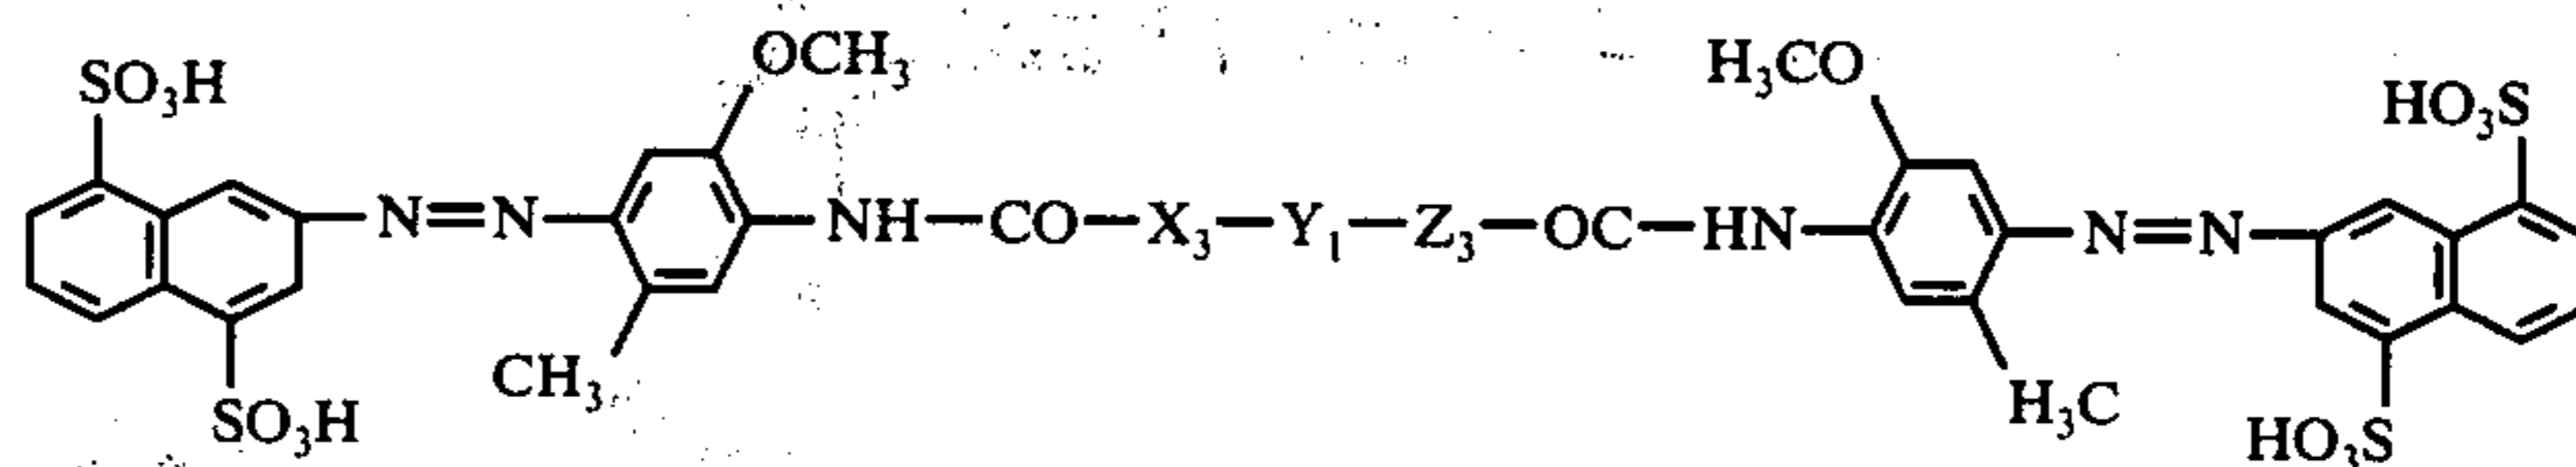 OCH₃
H₃CO
SO₃H
HO₃S
N=N
NH—CO—X₃—Y₁—Z₃—OC—HN
N=N
CH₃
H₃C
SO₃H
HO₃S